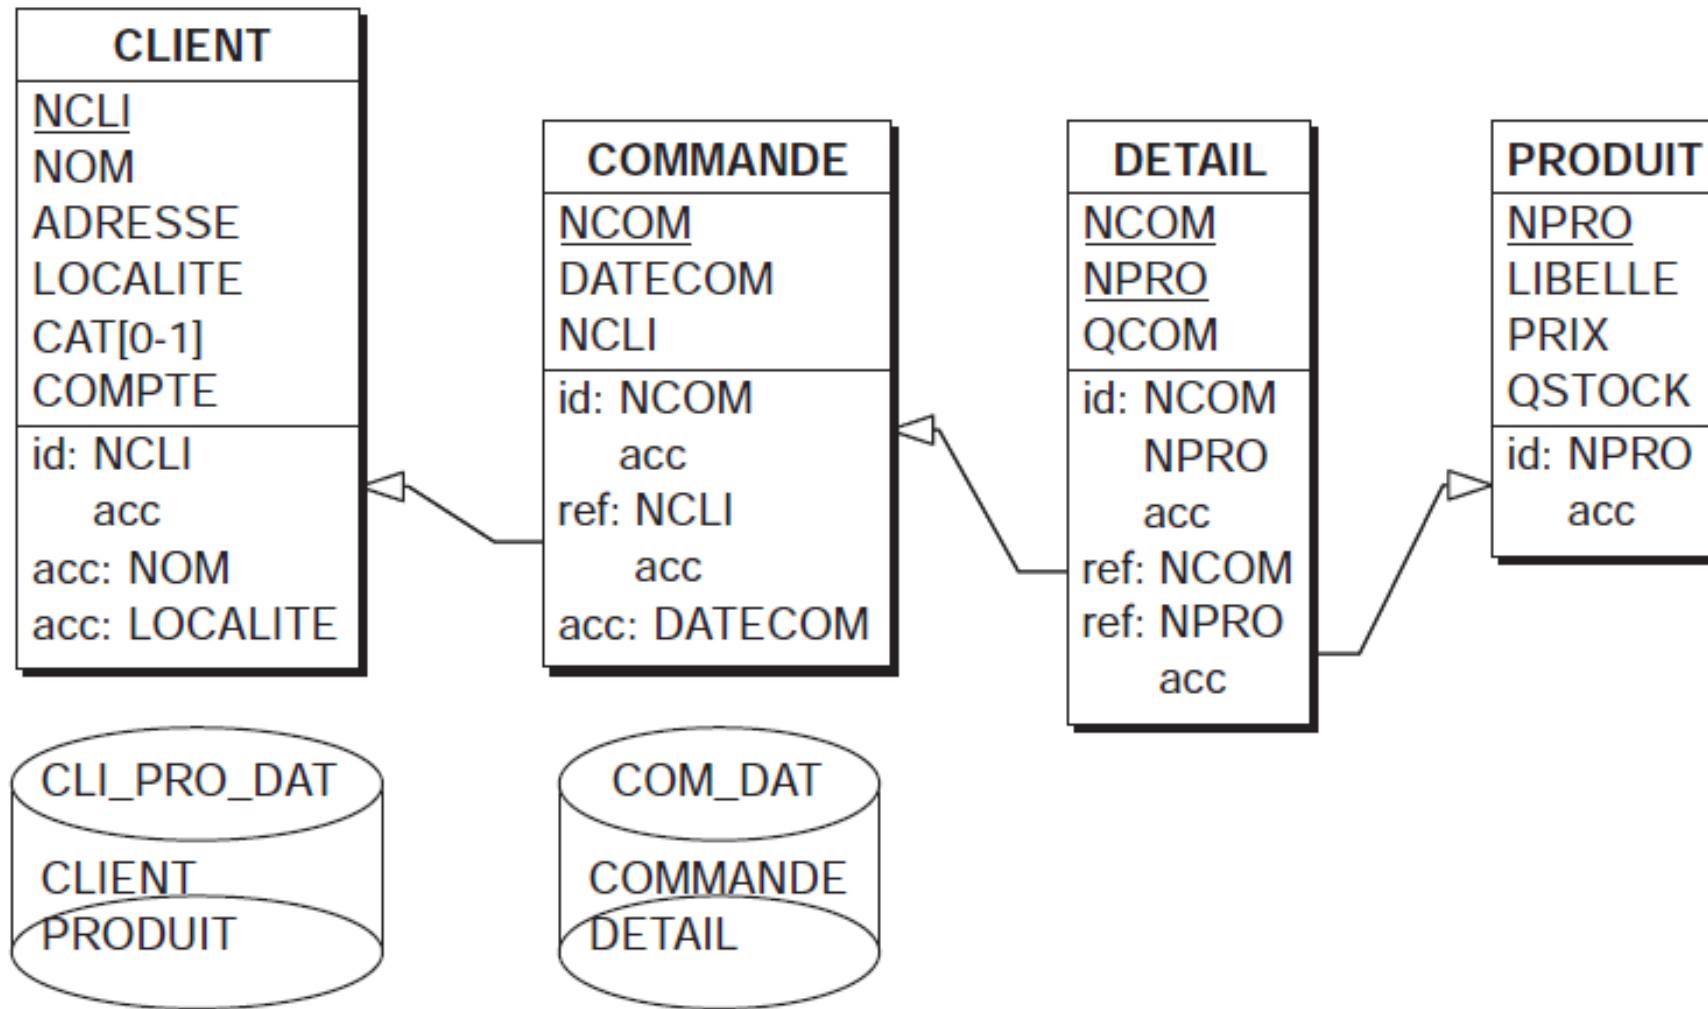 CLIENT
NCLI
NOM
ADRESSE
LOCALITE
CAT[0-1]
COMPTE
id: NCLI
acc
acc: NOM
acc: LOCALITE
COMMANDE
NCOM
DATECOM
NCLI
id: NCOM
acc
ref: NCLI
acc
acc: DATECOM
DETAIL
NCOM
NPRO
QCOM
id: NCOM
NPRO
acc
ref: NCOM
ref: NPRO
acc
PRODUIT
NPRO
LIBELLE
PRIX
QSTOCK
id: NPRO
acc
CLI_PRO_DAT
CLIENT
PRODUIT
COM_DAT
COMMANDE
DETAIL